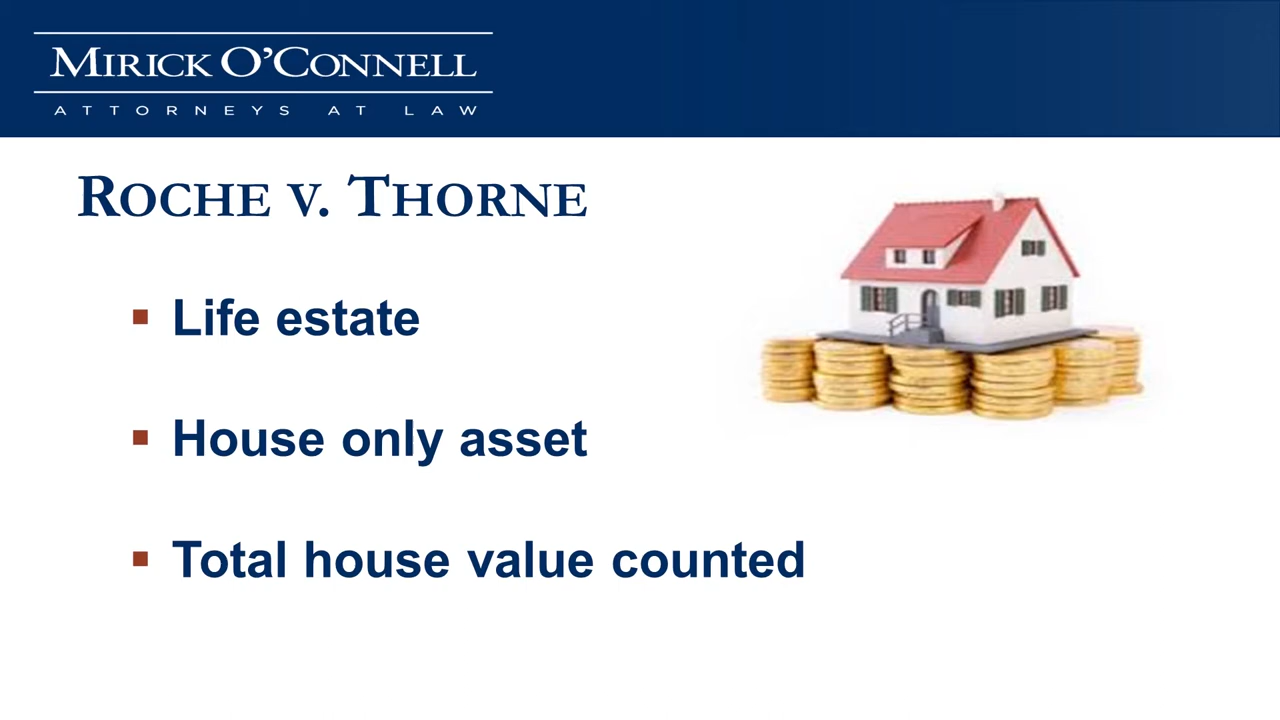 MIRICK O'CONNELL
ATTORNEYS AT LAW
ROCHE V. THORNE
Life estate
House only asset
Total house value counted